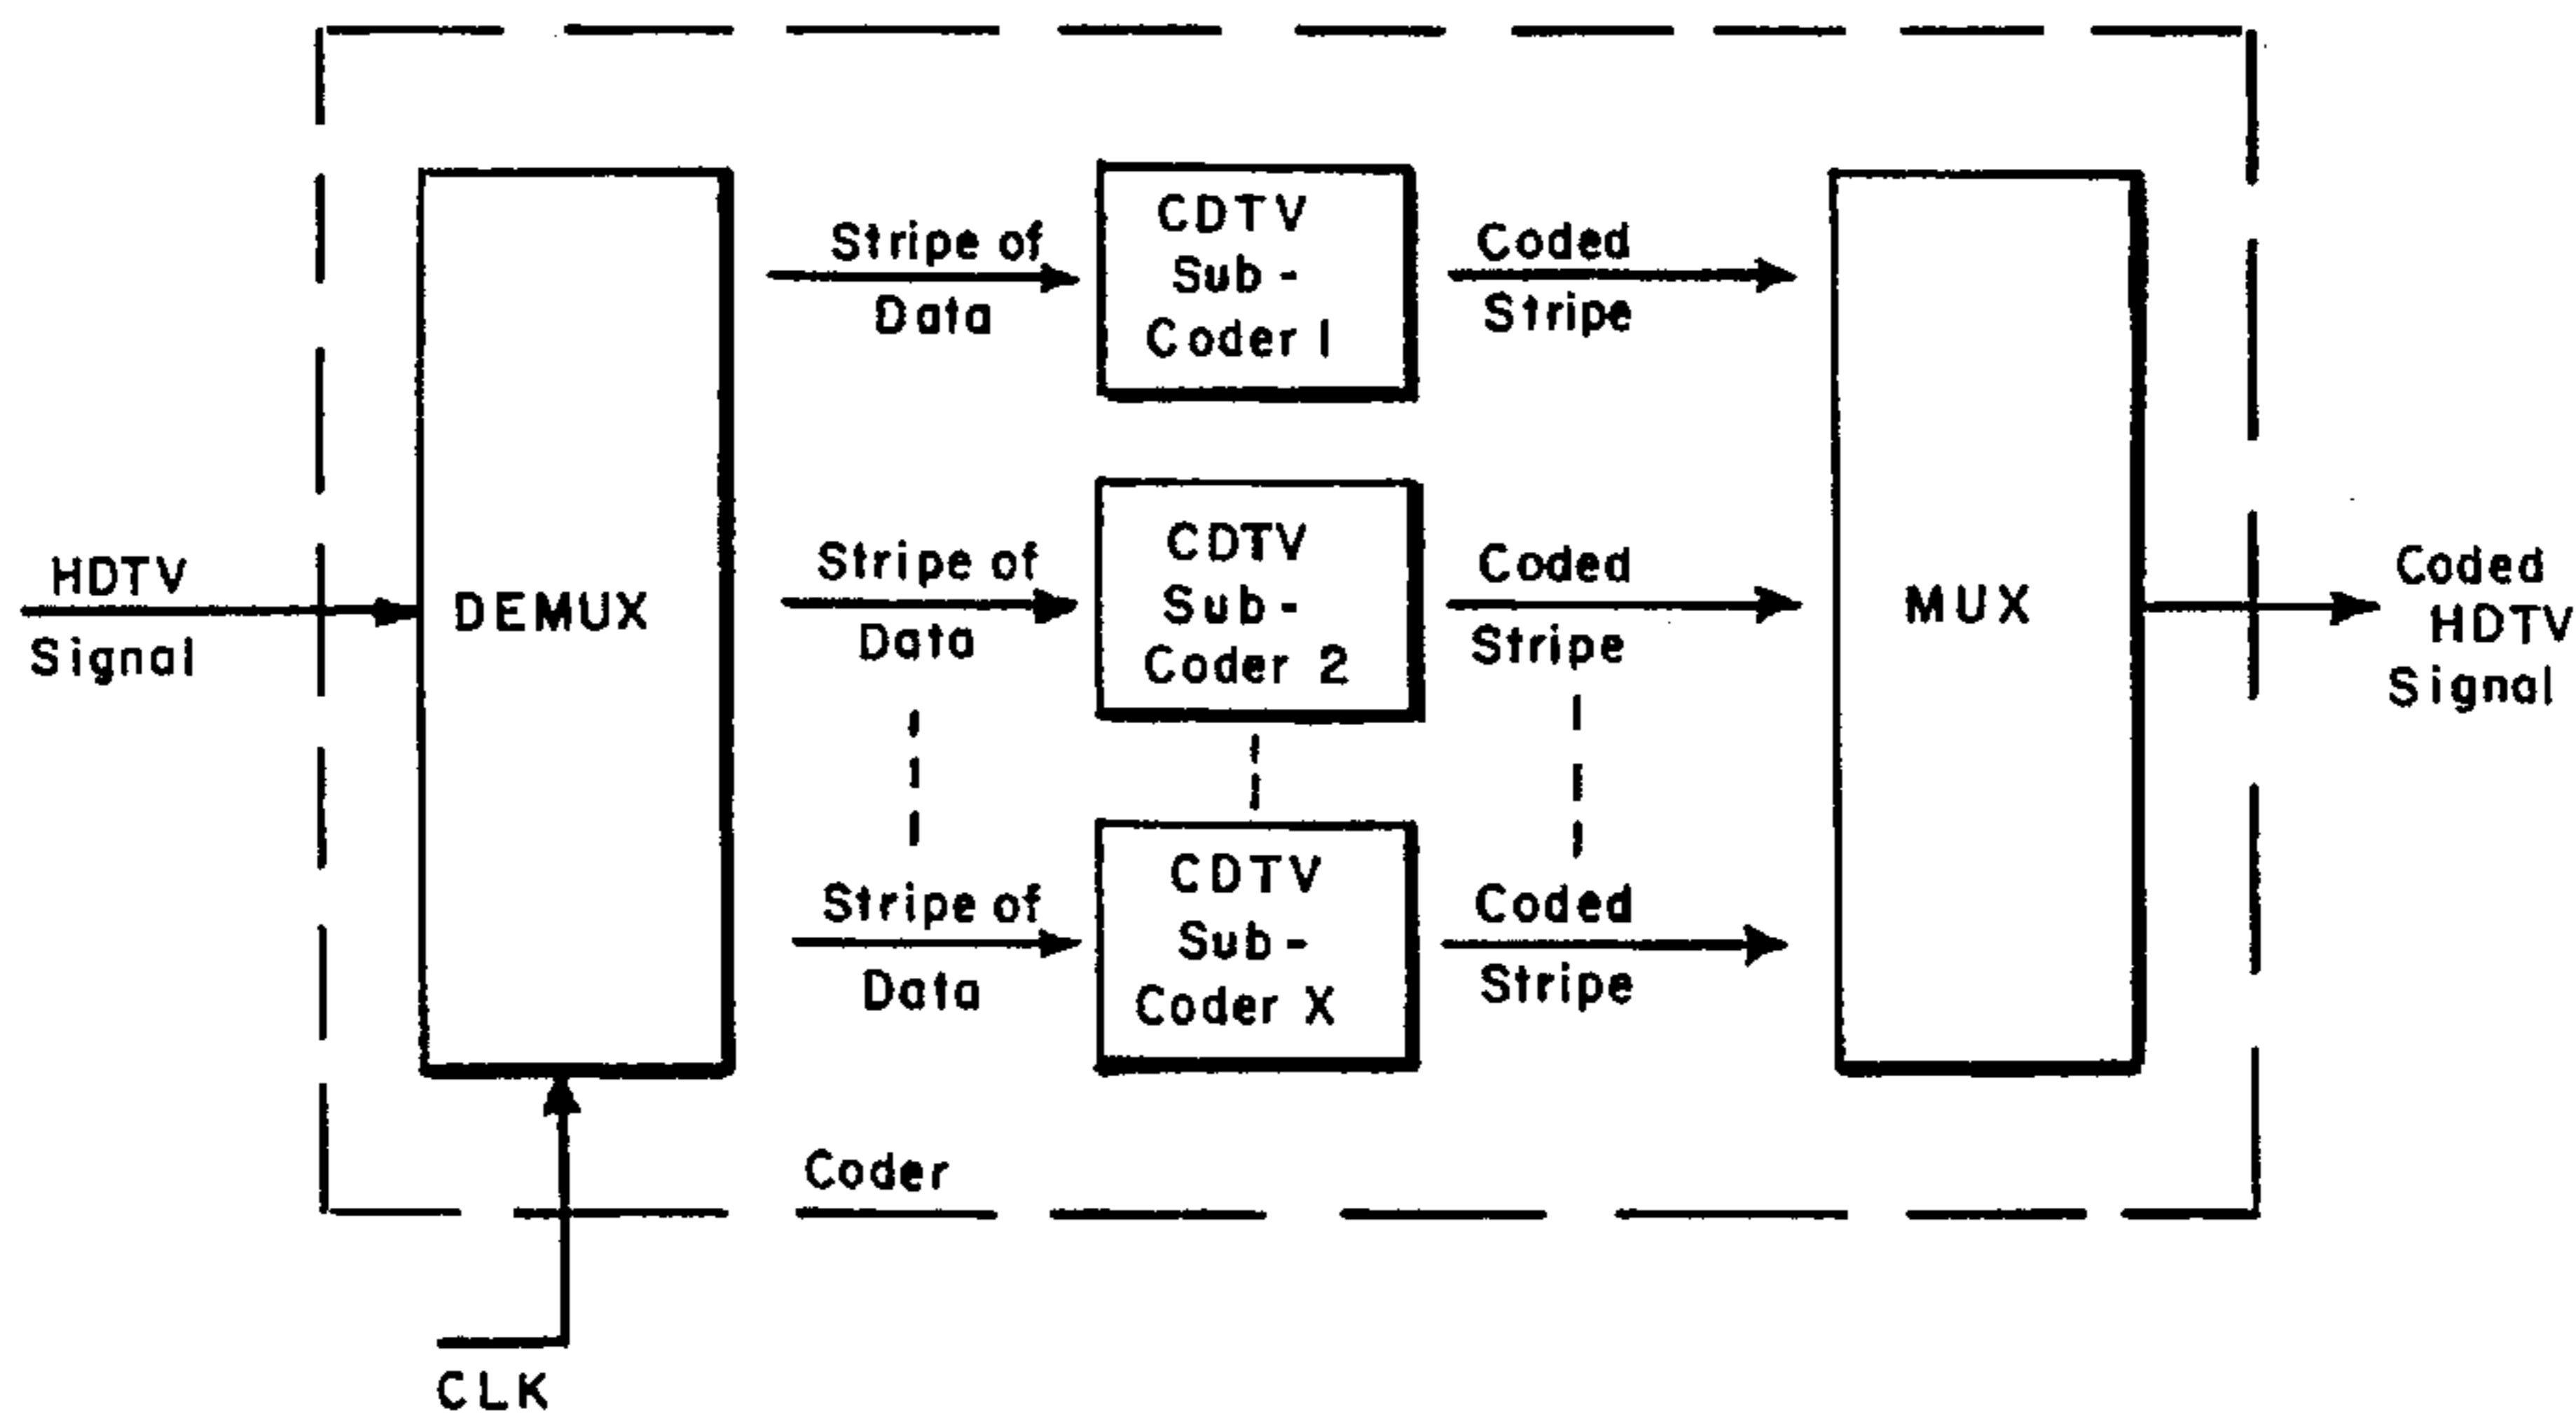 HDTV
Signal
DEMUX
CLK
Stripe of
Data
CDTV
Sub-
Coder 1
Coded
Stripe
Stripe of
Data
CDTV
Sub-
Coder 2
Coded
Stripe
Stripe of
Data
CDTV
Sub-
Coder X
Coded
Stripe
MUX
Coded
HDTV
Signal
Coder